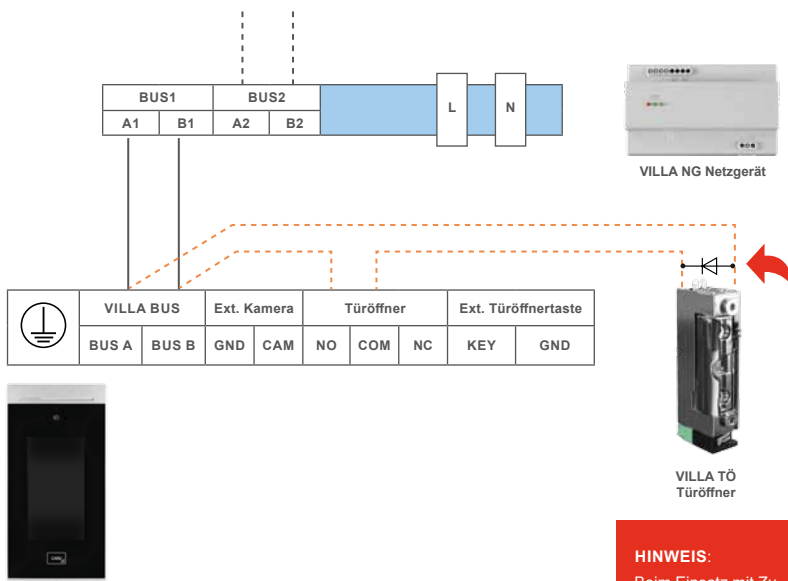 BUS1 BUS2
A1 B1 A2 B2
L N
VILLA NG Netzgerät
VILLA BUS Ext. Kamera Türöffner Ext. Türöffnertaste
BUS A BUS B GND CAM NO COM NC KEY GND
VILLA TÖ
Türöffner
HINWEIS: